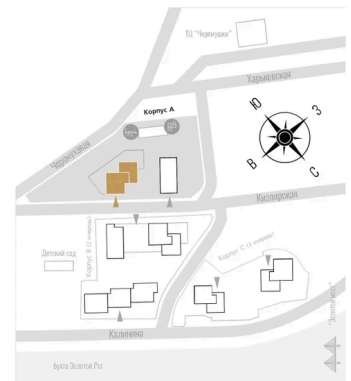 ТЦ "Черемушки"
Харьковская
Корпус А
Ю
З
В
С
Черемуховая
Кизлярская
Детский сад
Корпус В (2 очередь)
Корпус С (3 очередь)
Калинина
"Золотой мост"
Бухта Золотой Рог